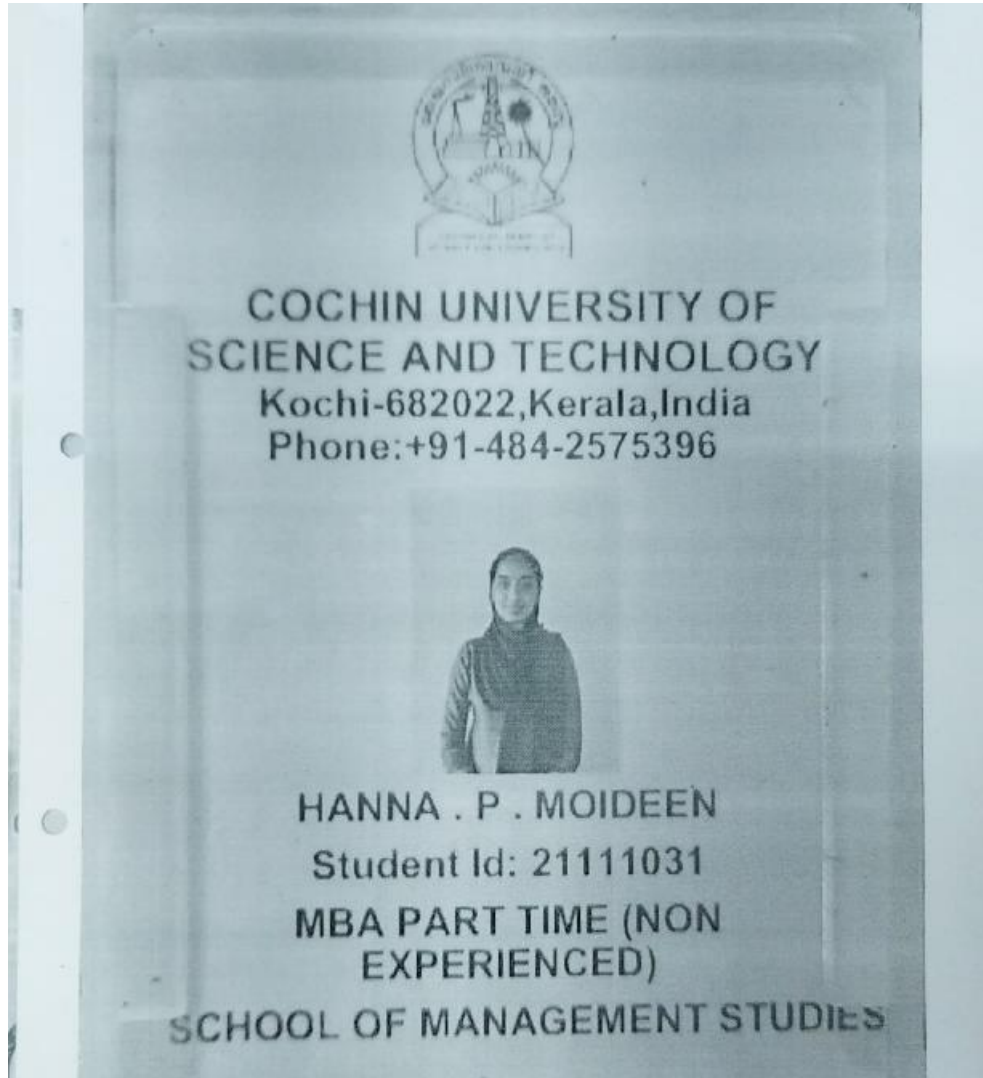 COCHIN UNIVERSITY OF
SCIENCE AND TECHNOLOGY
Kochi-682022,Kerala,India
Phone:+91-484-2575396
HANNA . P . MOIDEEN
Student Id: 21111031
MBA PART TIME (NON
EXPERIENCED)
SCHOOL OF MANAGEMENT STUDIES